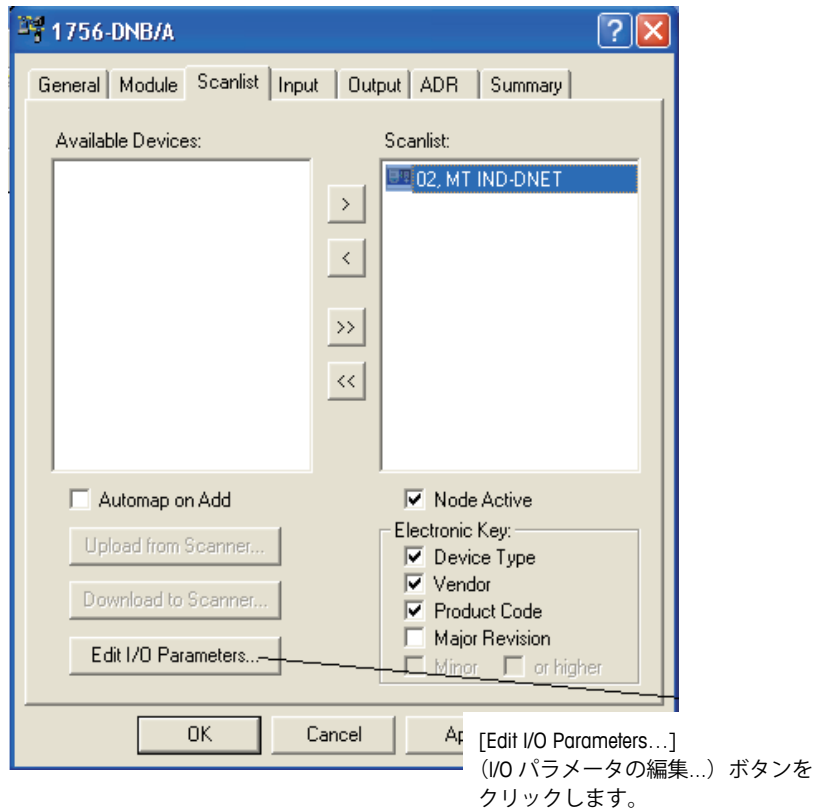 1756-DNB/A
General Module Scanlist Input Output ADR Summary
Available Devices:
Scanlist:
02, MT IND-DNET
>
<
>>
<<
Automap on Add
Node Active
Upload from Scanner...
Electronic Key:
Device Type
Vendor
Download to Scanner...
Product Code
Major Revision
Edit I/O Parameters...
Minor or higher
OK Cancel Ap
[Edit I/O Parameters…]
（I/O パラメータの編集...）ボタンを
クリックします。